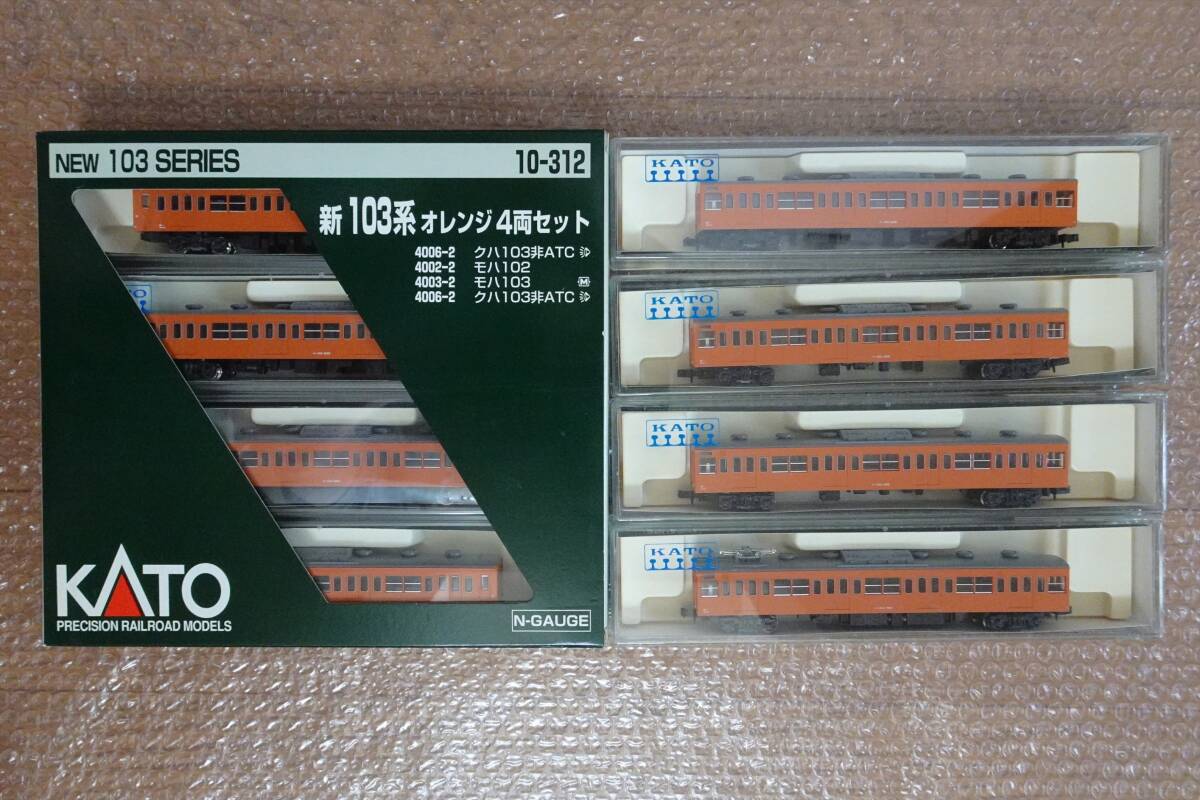 NEW 103 SERIES 10-312
新 103系 オレンジ4両セット
4006-2 クハ103非ATC
4002-2 モハ102
4003-2 モハ103 M
4006-2 クハ103非ATC
KATO
PRECISION RAILROAD MODELS
N-GAUGE
KATO
KATO
KATO
KATO